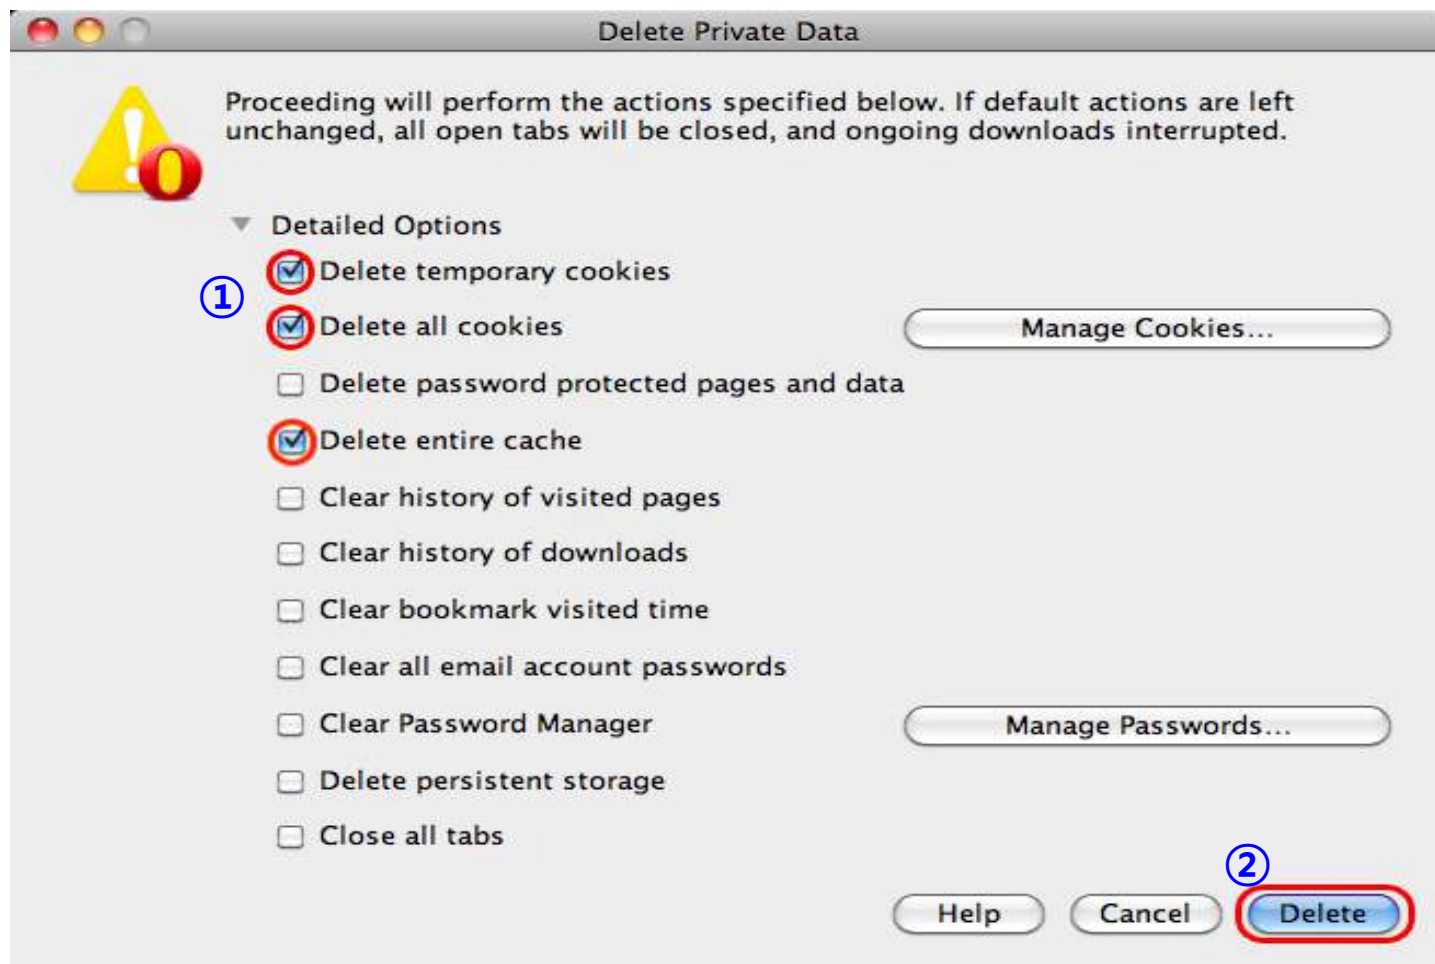 Delete Private Data
Proceeding will perform the actions specified below. If default actions are left
unchanged, all open tabs will be closed, and ongoing downloads interrupted.
Detailed Options
Delete temporary cookies
①
Delete all cookies
Manage Cookies...
Delete password protected pages and data
Delete entire cache
Clear history of visited pages
Clear history of downloads
Clear bookmark visited time
Clear all email account passwords
Clear Password Manager
Manage Passwords...
Delete persistent storage
Close all tabs
②
Help
Cancel
Delete